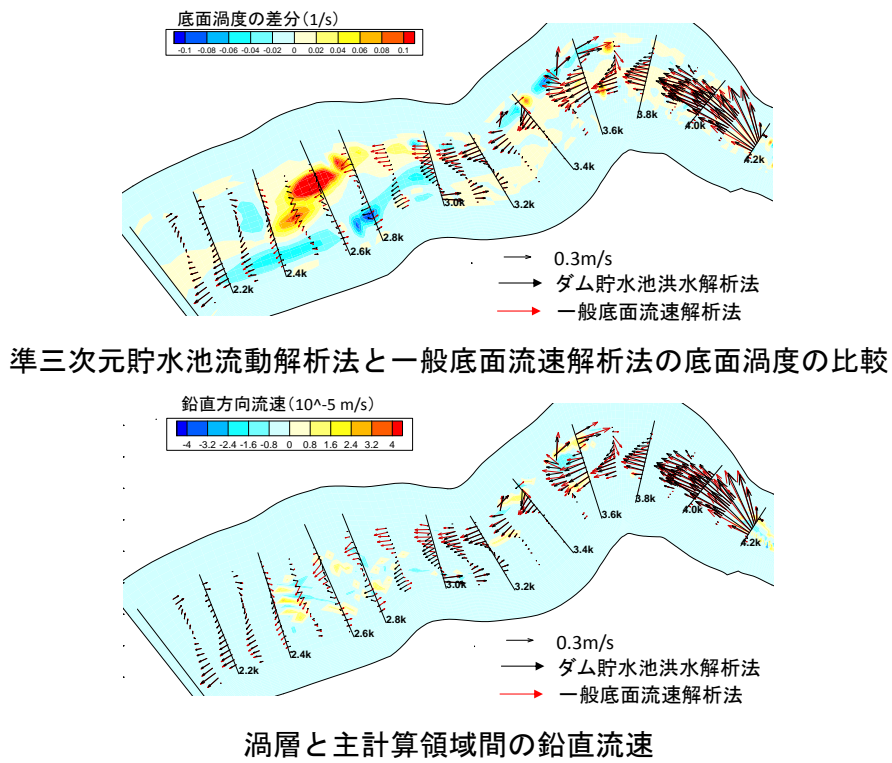 底面渦度の差分(1/s)
-0.1 -0.08 -0.06 -0.04 -0.02 0 0.02 0.04 0.06 0.08 0.1
3.8k
4.0k
3.6k
4.2k
3.4k
3.0k
3.2k
2.8k
2.6k
2.4k
2.2k
0.3m/s
ダム貯水池洪水解析法
一般底面流速解析法
準三次元貯水池流動解析法と一般底面流速解析法の底面渦度の比較
鉛直方向流速(10^-5 m/s)
-4 -3.2 -2.4 -1.6 -0.8 0 0.8 1.6 2.4 3.2 4
3.8k
4.0k
3.6k
4.2k
3.4k
3.0k
3.2k
2.8k
2.6k
2.4k
2.2k
0.3m/s
ダム貯水池洪水解析法
一般底面流速解析法
渦層と主計算領域間の鉛直流速